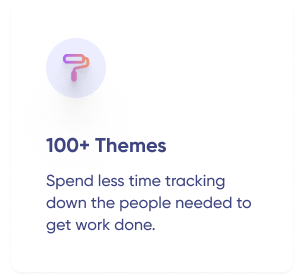 100+ Themes
Spend less time tracking
down the people needed to
get work done.